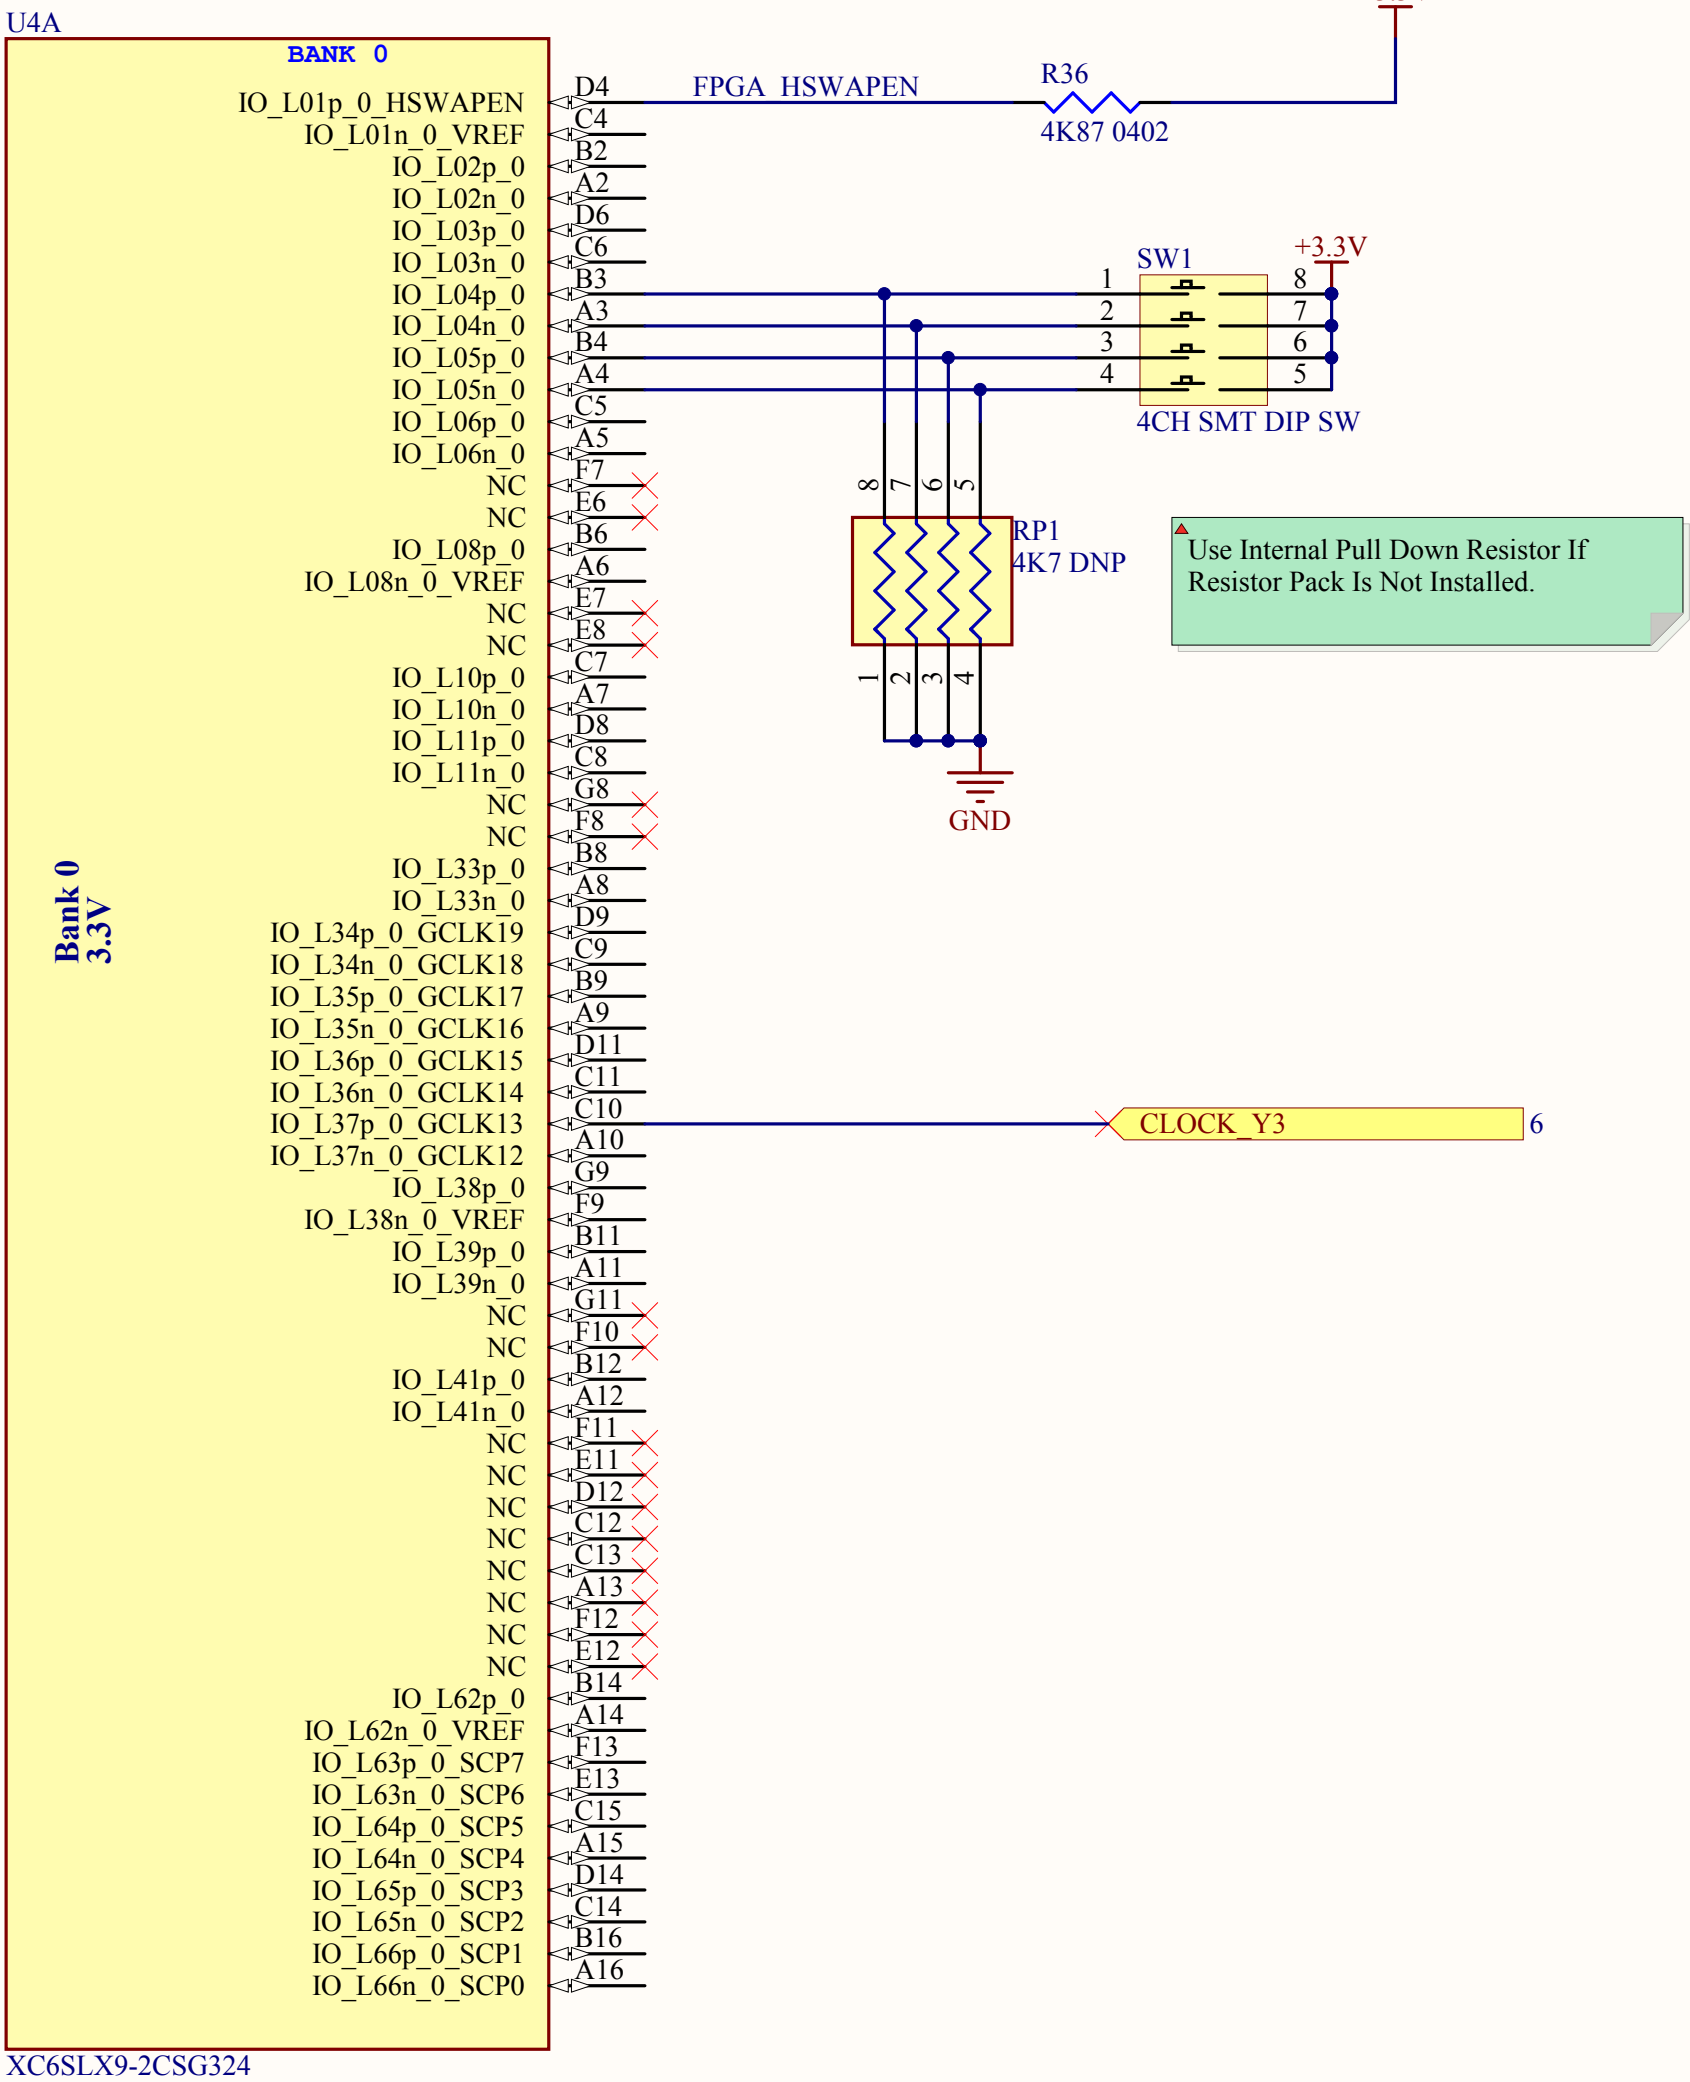 U4A
BANK 0
IO_L01p_0_HSWAPEN D4 FPGA_HSWAPEN R36
4K87 0402
IO_L01n_0_VREF C4
IO_L02p_0 B2
IO_L02n_0 A2
IO_L03p_0 D6
IO_L03n_0 C6
+3.3V
SW1
IO_L04p_0 B3 1 8
IO_L04n_0 A3 2 7
IO_L05p_0 B4 3 6
IO_L05n_0 A4 4 5
4CH SMT DIP SW
IO_L06p_0 C5
IO_L06n_0 A5
NC F7
8 7 6 5
NC E6
RP1
4K7 DNP
Use Internal Pull Down Resistor If
Resistor Pack Is Not Installed.
IO_L08p_0 B6
IO_L08n_0_VREF A6
NC E7
NC E8
1 2 3 4
IO_L10p_0 C7
IO_L10n_0 A7
IO_L11p_0 D8
IO_L11n_0 C8
GND
NC G8
NC F8
IO_L33p_0 B8
IO_L33n_0 A8
Bank 0
3.3V
IO_L34p_0_GCLK19 D9
IO_L34n_0_GCLK18 C9
IO_L35p_0_GCLK17 B9
IO_L35n_0_GCLK16 A9
IO_L36p_0_GCLK15 D11
IO_L36n_0_GCLK14 C11
IO_L37p_0_GCLK13 C10 CLOCK_Y3 6
IO_L37n_0_GCLK12 A10
IO_L38p_0 G9
IO_L38n_0_VREF F9
IO_L39p_0 B11
IO_L39n_0 A11
NC G11
NC F10
IO_L41p_0 B12
IO_L41n_0 A12
NC F11
NC E11
NC D12
NC C12
NC C13
NC A13
NC F12
NC E12
IO_L62p_0 B14
IO_L62n_0_VREF A14
IO_L63p_0_SCP7 F13
IO_L63n_0_SCP6 E13
IO_L64p_0_SCP5 C15
IO_L64n_0_SCP4 A15
IO_L65p_0_SCP3 D14
IO_L65n_0_SCP2 C14
IO_L66p_0_SCP1 B16
IO_L66n_0_SCP0 A16
XC6SLX9-2CSG324